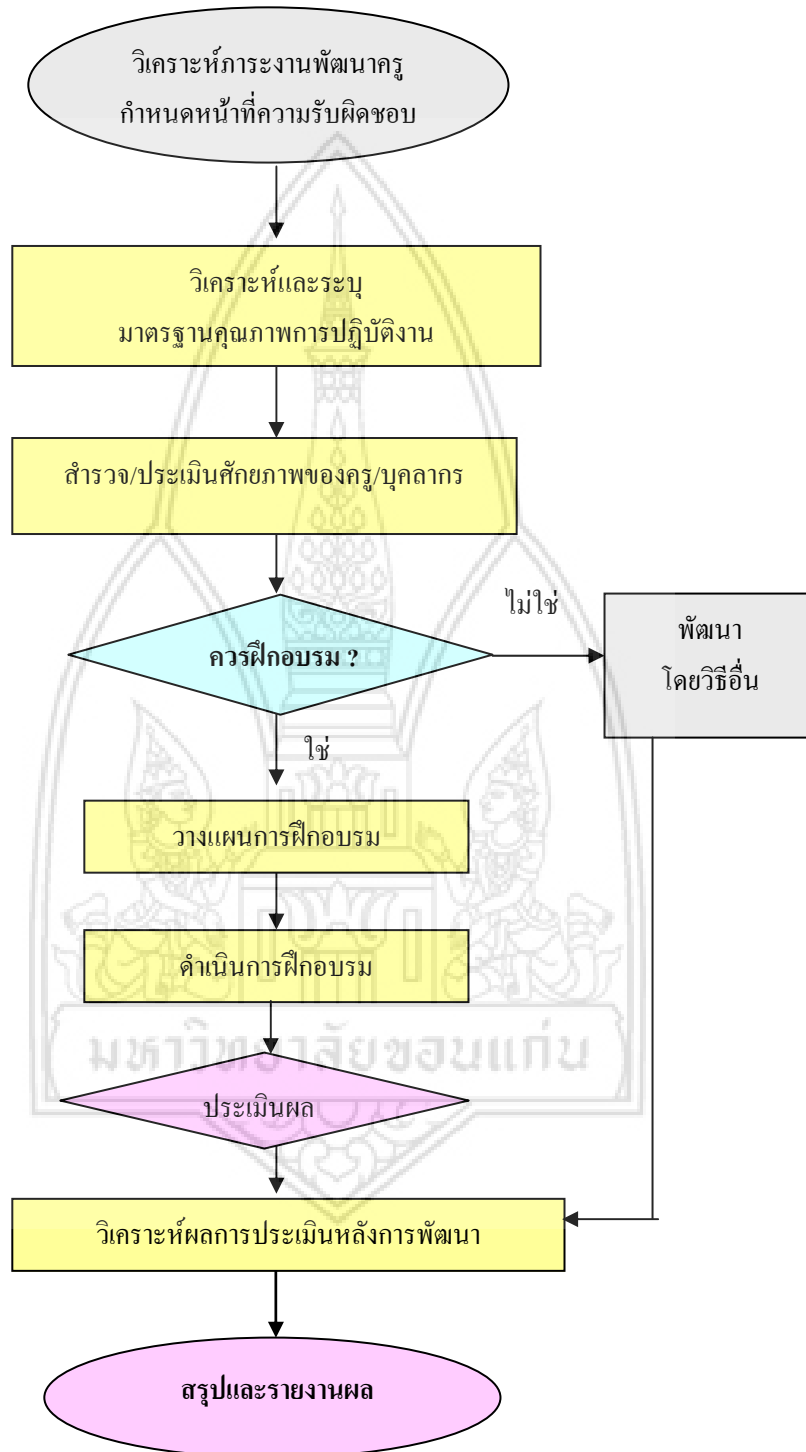 วิเคราะห์ภาระงานพัฒนาครู
กำหนดหน้าที่ความรับผิดชอบ
วิเคราะห์และระบุ
มาตรฐานคุณภาพการปฏิบัติงาน
สำรวจ/ประเมินศักยภาพของครู/บุคลากร
ควรฝึกอบรม ?
ไม่ใช่
พัฒนา
โดยวิธีอื่น
ใช่
วางแผนการฝึกอบรม
ดำเนินการฝึกอบรม
มหาวิทยาลัยขอนแก่น
ประเมินผล
วิเคราะห์ผลการประเมินหลังการพัฒนา
สรุปและรายงานผล